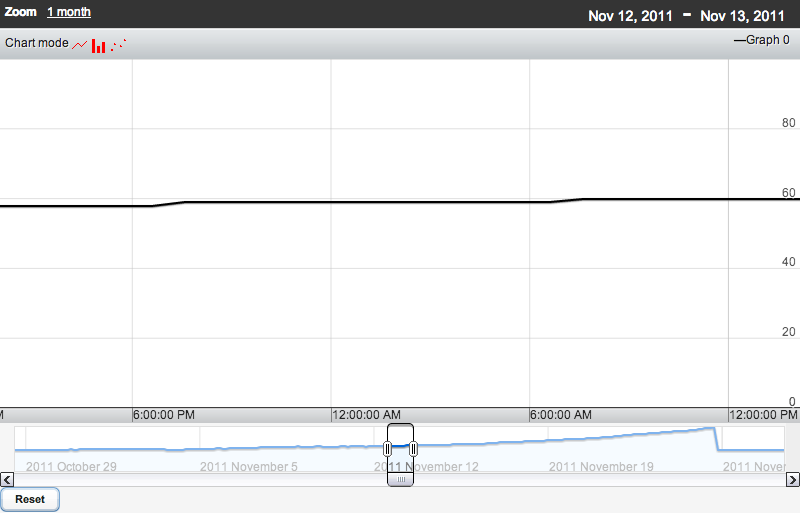 Zoom 1 month
Nov 12, 2011 – Nov 13, 2011
Chart mode
Graph 0
80
60
40
20
0
M 6:00:00 PM 12:00:00 AM 6:00:00 AM 12:00:00 PM
2011 October 29 2011 November 5 2011 November 12 2011 November 19 2011 Nover
Reset